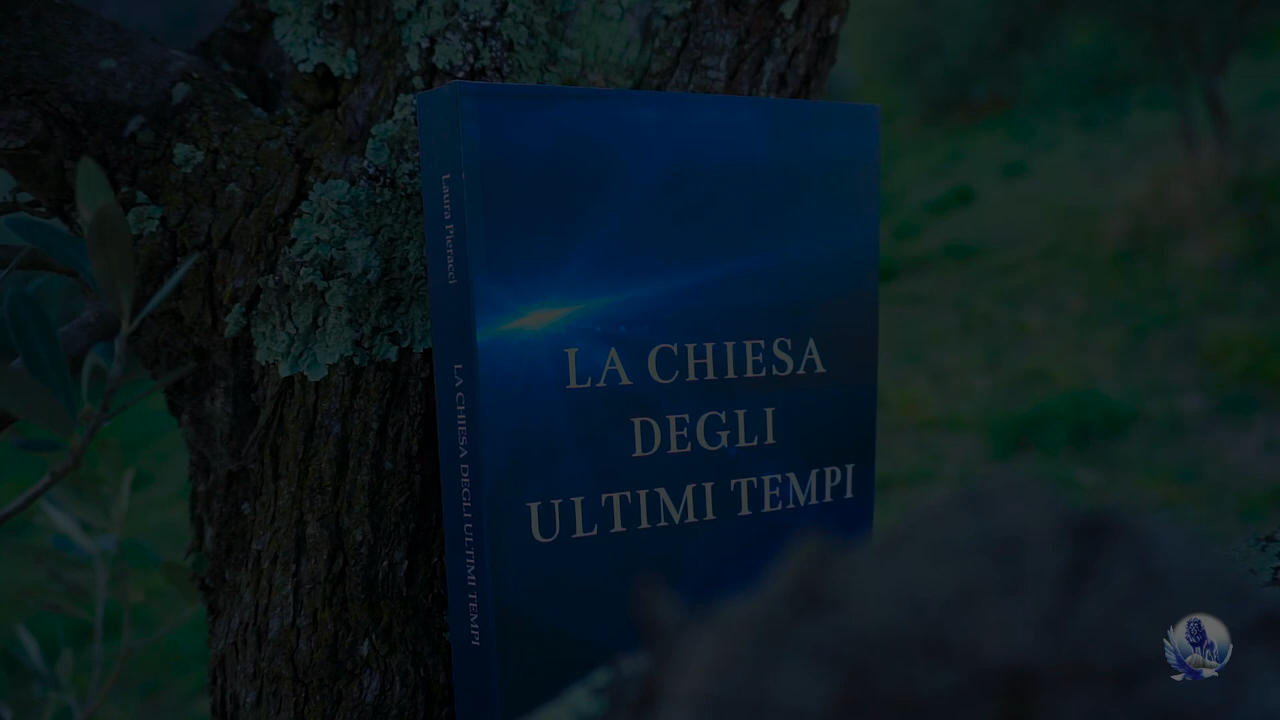 Laura Pieracci
LA CHIESA DEGLI ULTIMI TEMPI
LA CHIESA
DEGLI
ULTIMI TEMPI